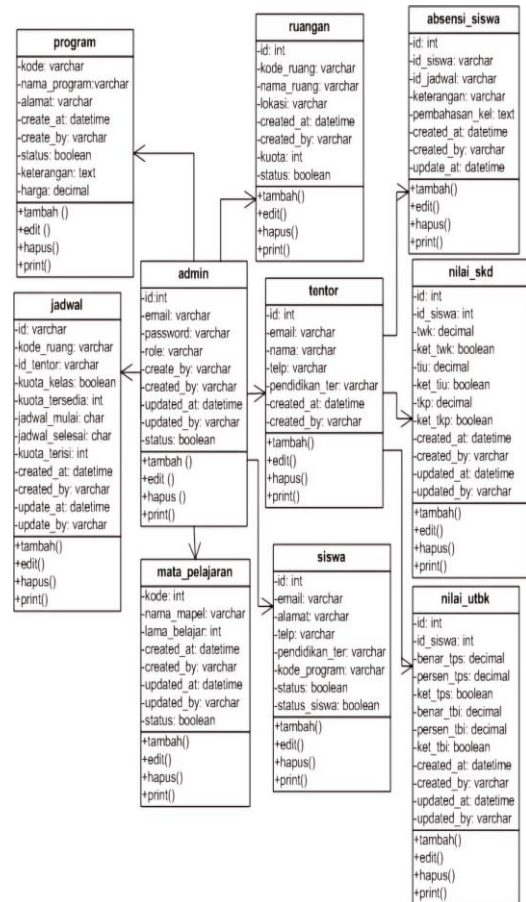 program
-kode: varchar
-nama_program:varchar
-alamat: varchar
-create_at: datetime
-create_by: varchar
-status: boolean
-keterangan: text
-harga: decimal
+tambah ()
+edit ()
+hapus()
+print()
ruangan
-id: int
-kode_ruang: varchar
-nama_ruang: varchar
-lokasi: varchar
-created_at: datetime
-created_by: varchar
-kuota: int
-status: boolean
+tambah()
+edit()
+hapus()
+print()
absensi_siswa
-id: int
-id_siswa: varchar
-id_jadwal: varchar
-keterangan: varchar
-pembahasan_kel: text
-created_at: datetime
-created_by: varchar
-update_at: datetime
+tambah()
+edit()
+hapus()
+print()
jadwal
-id: varchar
-kode_ruang: varchar
-id_tentor: varchar
-kuota_kelas: boolean
-kuota_tersedia: int
-jadwal_mulai: char
-jadwal_selesai: char
-kuota_terisi: int
-created_at: datetime
-created_by: varchar
-update_at: datetime
-update_by: varchar
+tambah()
+edit()
+hapus()
+print()
admin
-id:int
-email: varchar
-password: varchar
-role: varchar
-create_by: varchar
-created_by: varchar
-updated_at: datetime
-updated_by: varchar
-status: boolean
+tambah ()
+edit ()
+hapus ()
+print()
tentor
-id: int
-email: varchar
-nama: varchar
-telp: varchar
-pendidikan_ter: varchar
-created_at: datetime
-created_by: varchar
+tambah()
+edit()
+hapus()
+print()
nilai_skd
-id: int
-id_siswa: int
-twk: decimal
-ket_twk: boolean
-tiu: decimal
-ket_tiu: boolean
-tkp: decimal
-ket_tkp: boolean
-created_at: datetime
-created_by: varchar
-updated_at: datetime
-updated_by: varchar
+tambah()
+edit()
+hapus()
+print()
mata_pelajaran
-kode: int
-nama_mapel: varchar
-lama_belajar: int
-created_at: datetime
-created_by: varchar
-updated_at: datetime
-updated_by: varchar
-status: boolean
+tambah()
+edit()
+hapus()
+print()
siswa
-id: int
-email: varchar
-alamat: varchar
-telp: varchar
-pendidikan_ter: varchar
-kode_program: varchar
-status: boolean
-status_siswa: boolean
+tambah()
+edit()
+hapus()
+print()
nilai_utbk
-id: int
-id_siswa: int
-benar_tps: decimal
-persen_tps: decimal
-ket_tps: boolean
-benar_tbi: decimal
-persen_tbi: decimal
-ket_tbi: boolean
-created_at: datetime
-created_by: varchar
-updated_at: datetime
-updated_by: varchar
+tambah()
+edit()
+hapus()
+print()